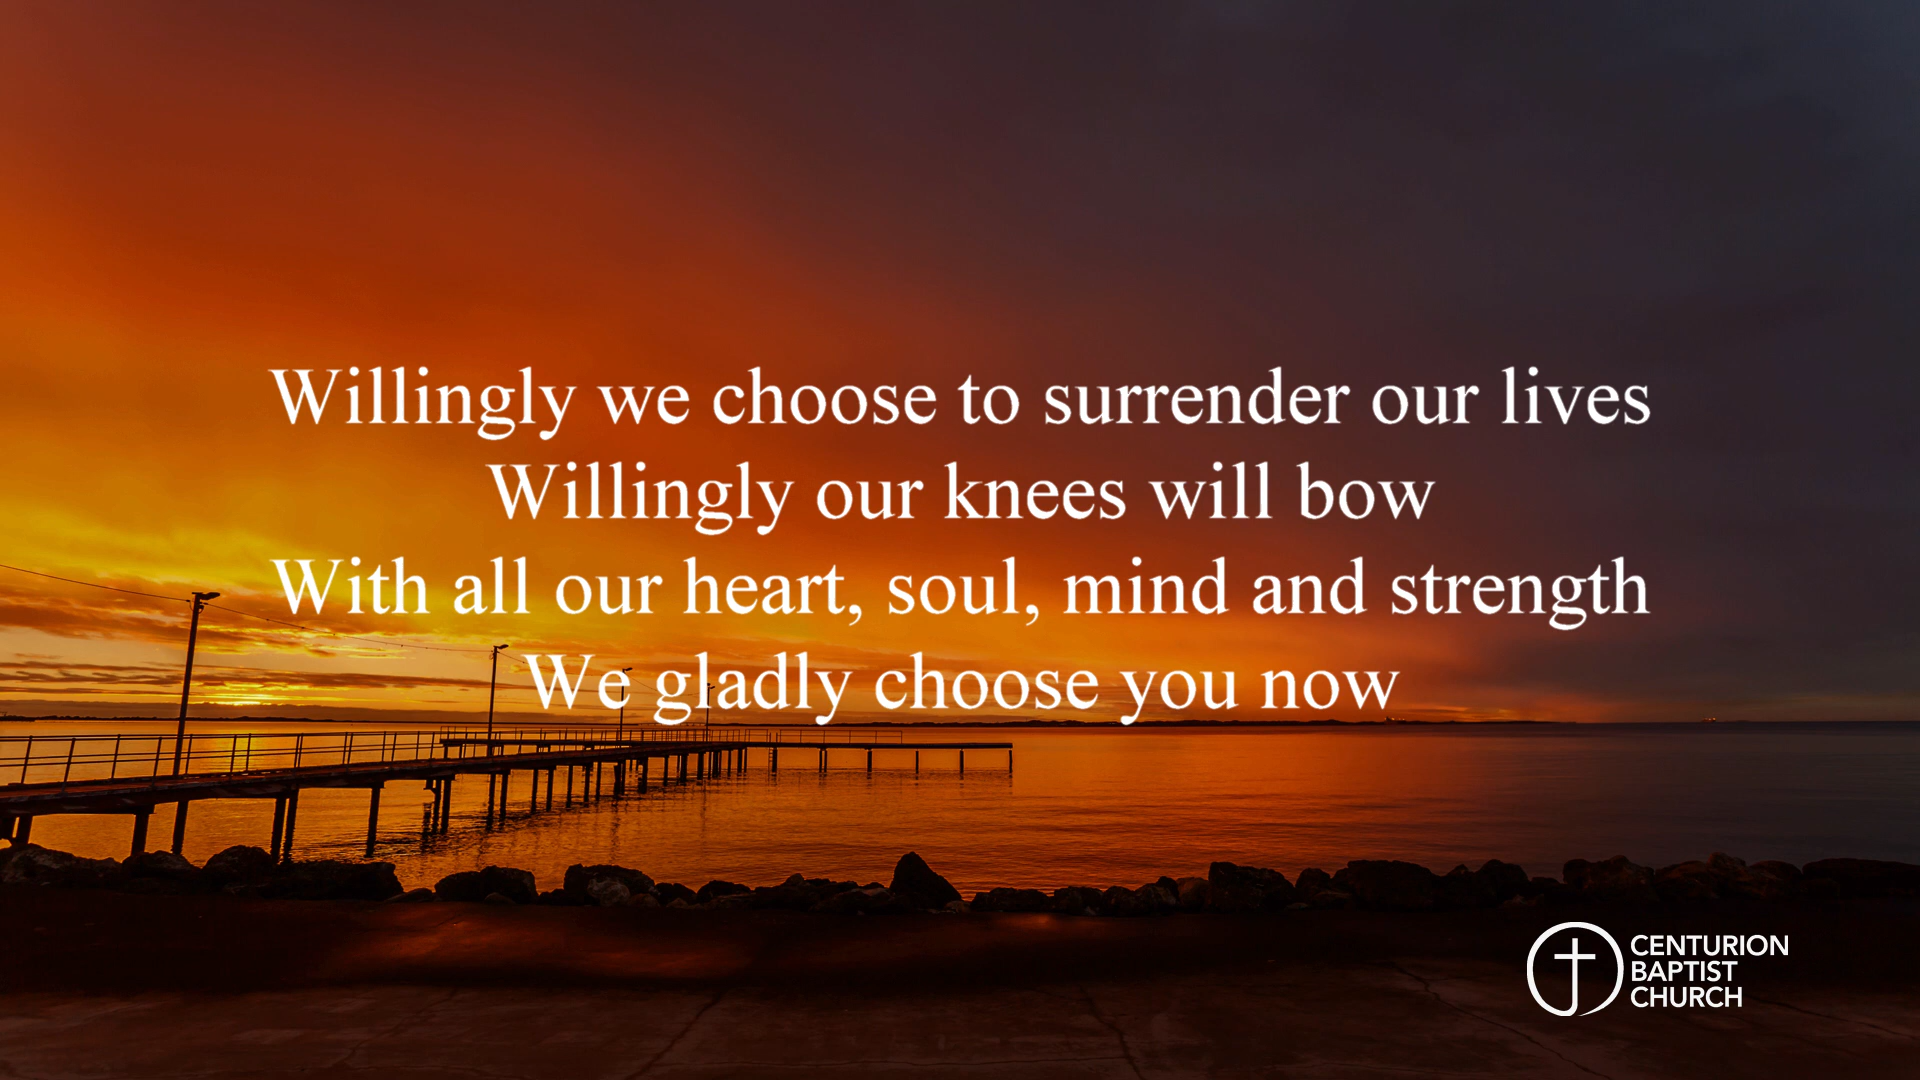 Willingly we choose to surrender our lives
Willingly our knees will bow
With all our heart, soul, mind and strength
We gladly choose you now
CENTURION
BAPTIST
CHURCH